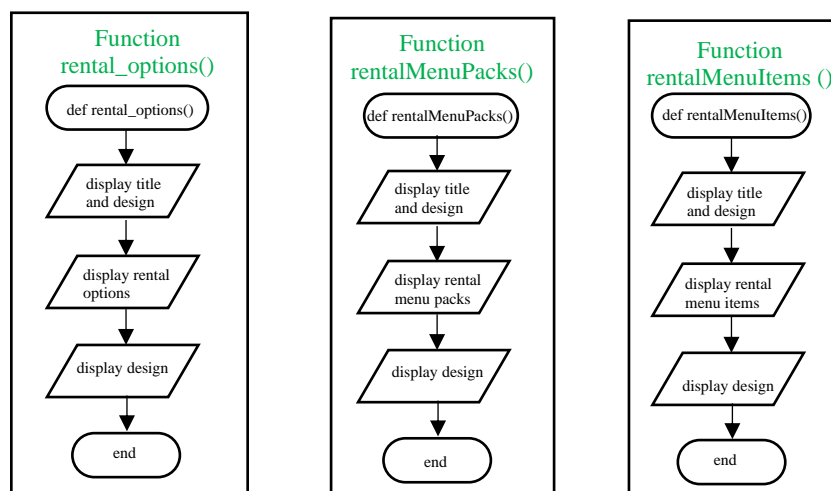 Function
rental_options()
def rental_options()
display title
and design
display rental
options
display design
end
Function
rentalMenuPacks()
def rentalMenuPacks()
display title
and design
display rental
menu packs
display design
end
Function
rentalMenuItems ()
def rentalMenuItems()
display title
and design
display rental
menu items
display design
end